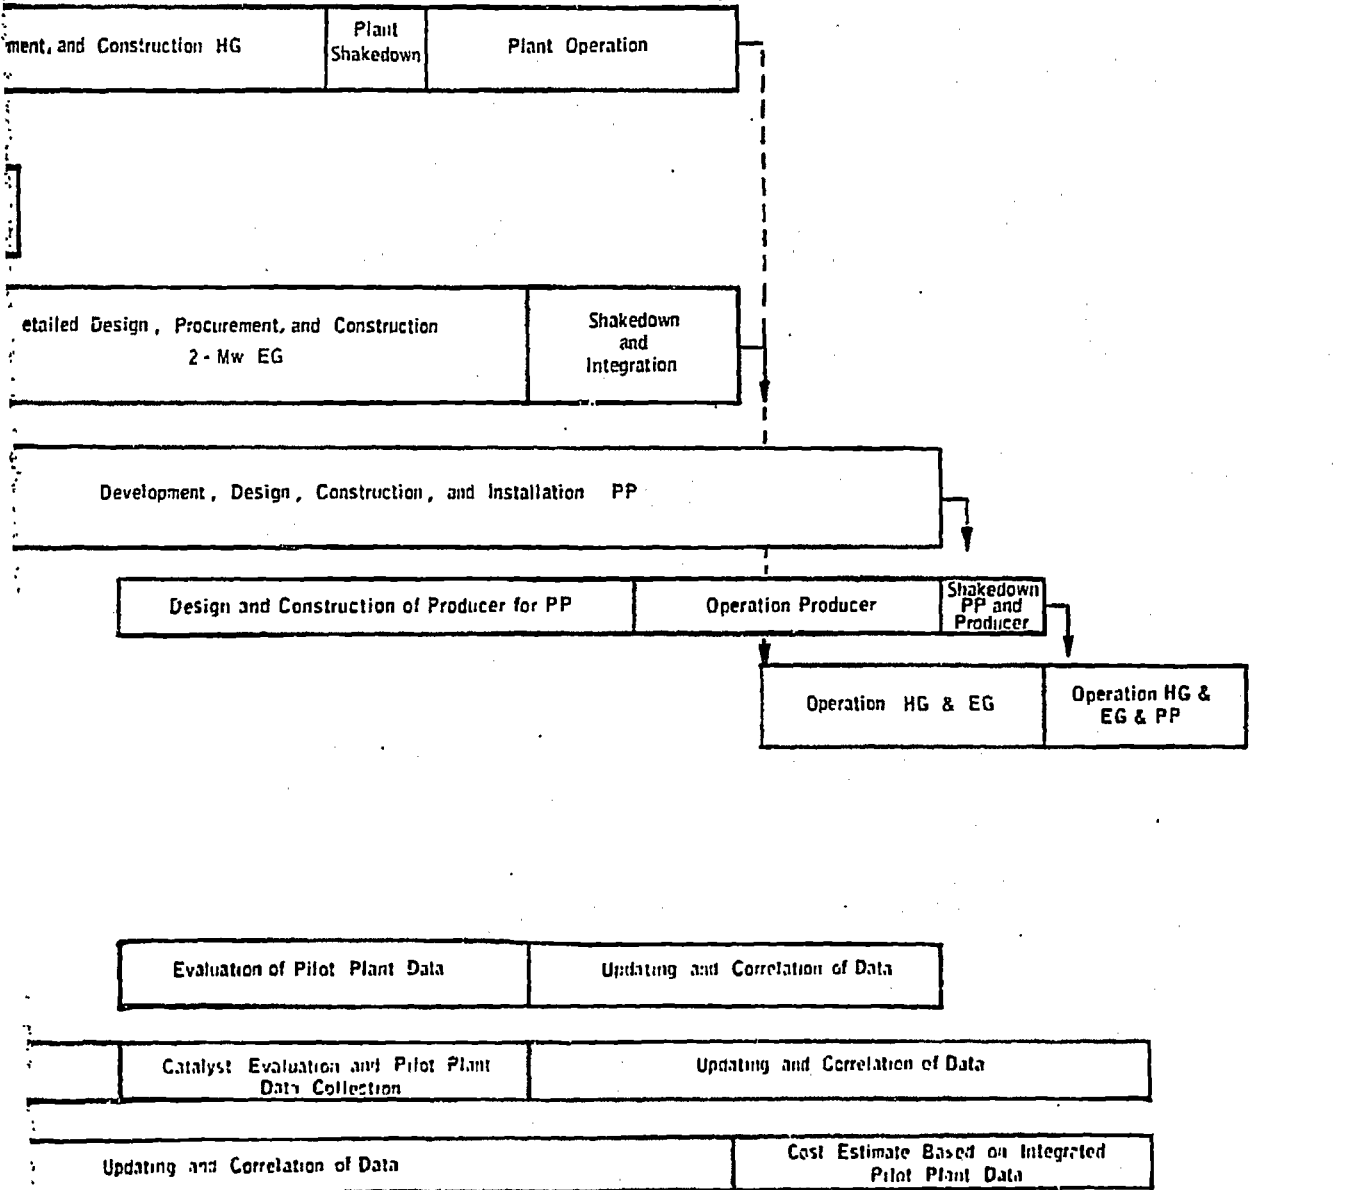 ment, and Construction HG
Plant
Shakedown
Plant Operation
etailed Design, Procurement, and Construction
2 - Mw EG
Shakedown
and
Integration
Development, Design, Construction, and Installation PP
Design and Construction of Producer for PP
Operation Producer
Shakedown
PP and
Producer
Operation HG & EG
Operation HG &
EG & PP
Evaluation of Pilot Plant Data
Updating and Correlation of Data
Catalyst Evaluation and Pilot Plant
Data Collection
Updating and Correlation of Data
Updating and Correlation of Data
Cost Estimate Based on Integrated
Pilot Plant Data